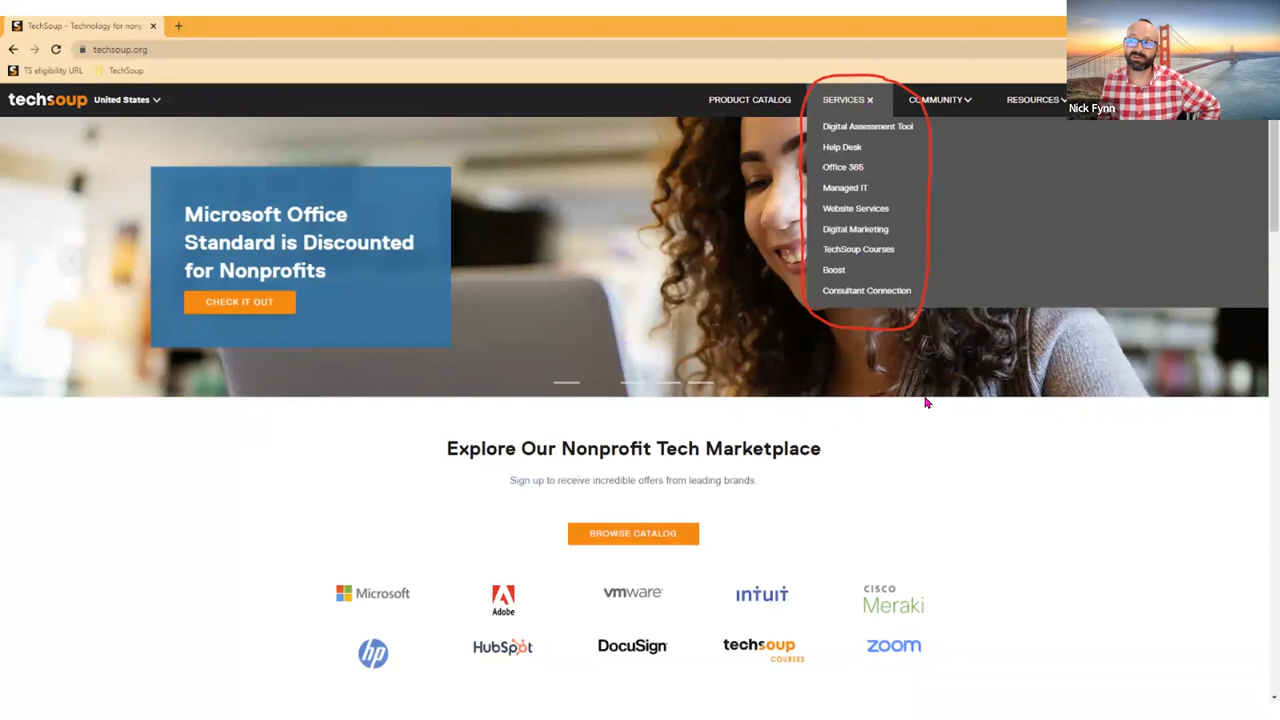 TechSoup – Technology for nonp
techsoup.org
TS eligibility URL
TechSoup
techsoup
United States
PRODUCT CATALOG
SERVICES x
COMMUNITY
RESOURCES
Nick Fynn
Digital Assessment Tool
Help Desk
Office 365
Managed IT
Website Services
Digital Marketing
TechSoup Courses
Boost
Consultant Connection
Microsoft Office
Standard is Discounted
for Nonprofits
CHECK IT OUT
Explore Our Nonprofit Tech Marketplace
Sign up to receive incredible offers from leading brands.
BROWSE CATALOG
Microsoft
Adobe
vmware
INTUIT
CISCO
Meraki
hp
HubSpot
DocuSign
techsoup
COURSES
zoom